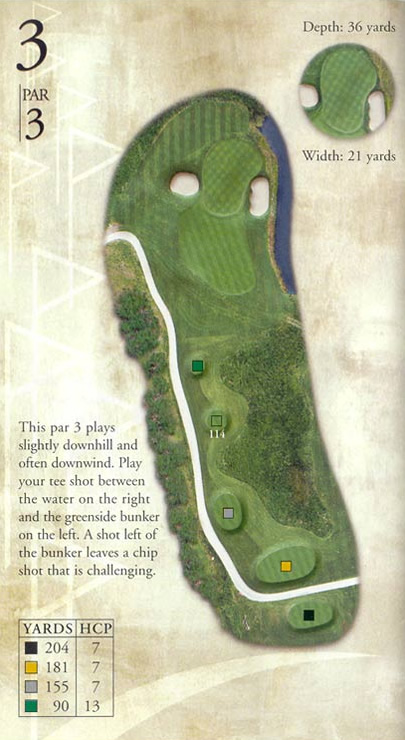 3
PAR
3
Depth: 36 yards
Width: 21 yards
114
This par 3 plays
slightly downhill and
often downwind. Play
your tee shot between
the water on the right
and the greenside bunker
on the left. A shot left of
the bunker leaves a chip
shot that is challenging.
YARDS HCP
204 7
181 7
155 7
90 13